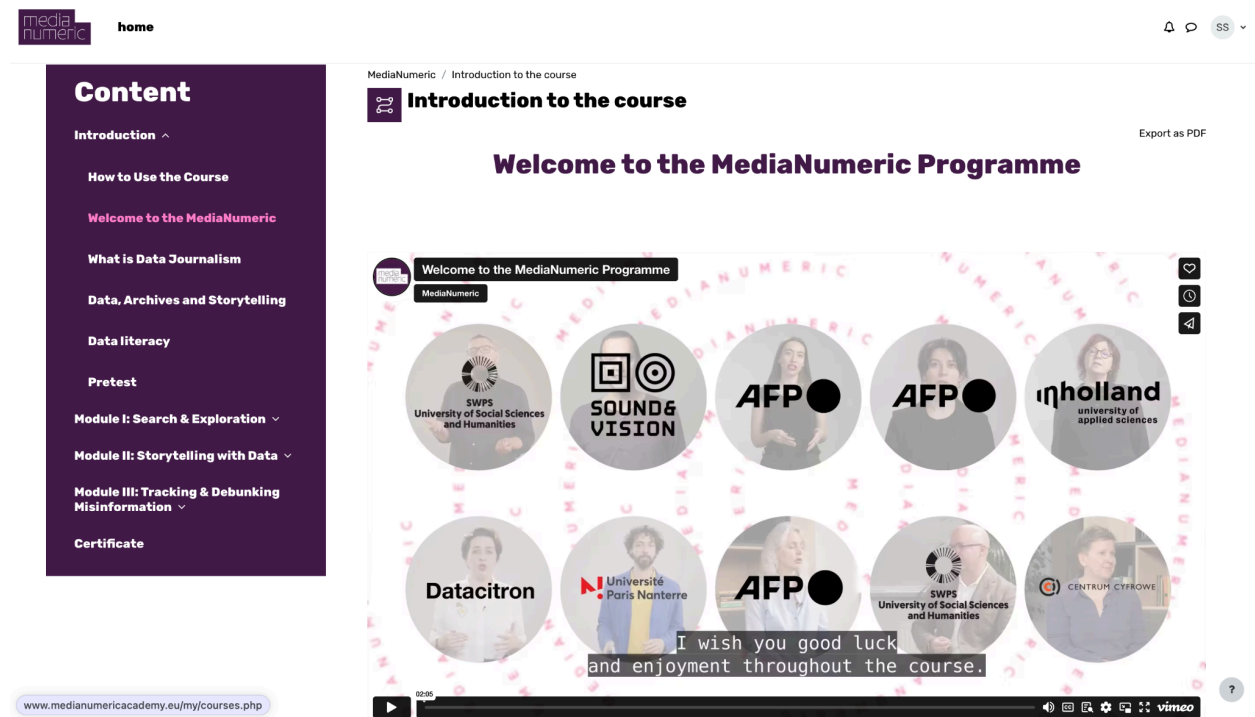 media
numeric
home
SS
Content
Introduction
How to Use the Course
Welcome to the MediaNumeric
What is Data Journalism
Data, Archives and Storytelling
Data literacy
Pretest
Module I: Search & Exploration
Module II: Storytelling with Data
Module III: Tracking & Debunking
Misinformation
Certificate
MediaNumeric / Introduction to the course
Introduction to the course
Export as PDF
Welcome to the MediaNumeric Programme
media
numeric
Welcome to the MediaNumeric Programme
MediaNumeric
SWPS
University of Social Sciences
and Humanities
SOUND&
VISION
AFP
AFP
inholland
university of
applied sciences
Datacitron
N! Université
Paris Nanterre
AFP
SWPS
University of Social Sciences
and Humanities
CENTRUM CYFROWE
I wish you good luck
and enjoyment throughout the course.
02:05
CC
vimeo
?
www.medianumericacademy.eu/my/courses.php